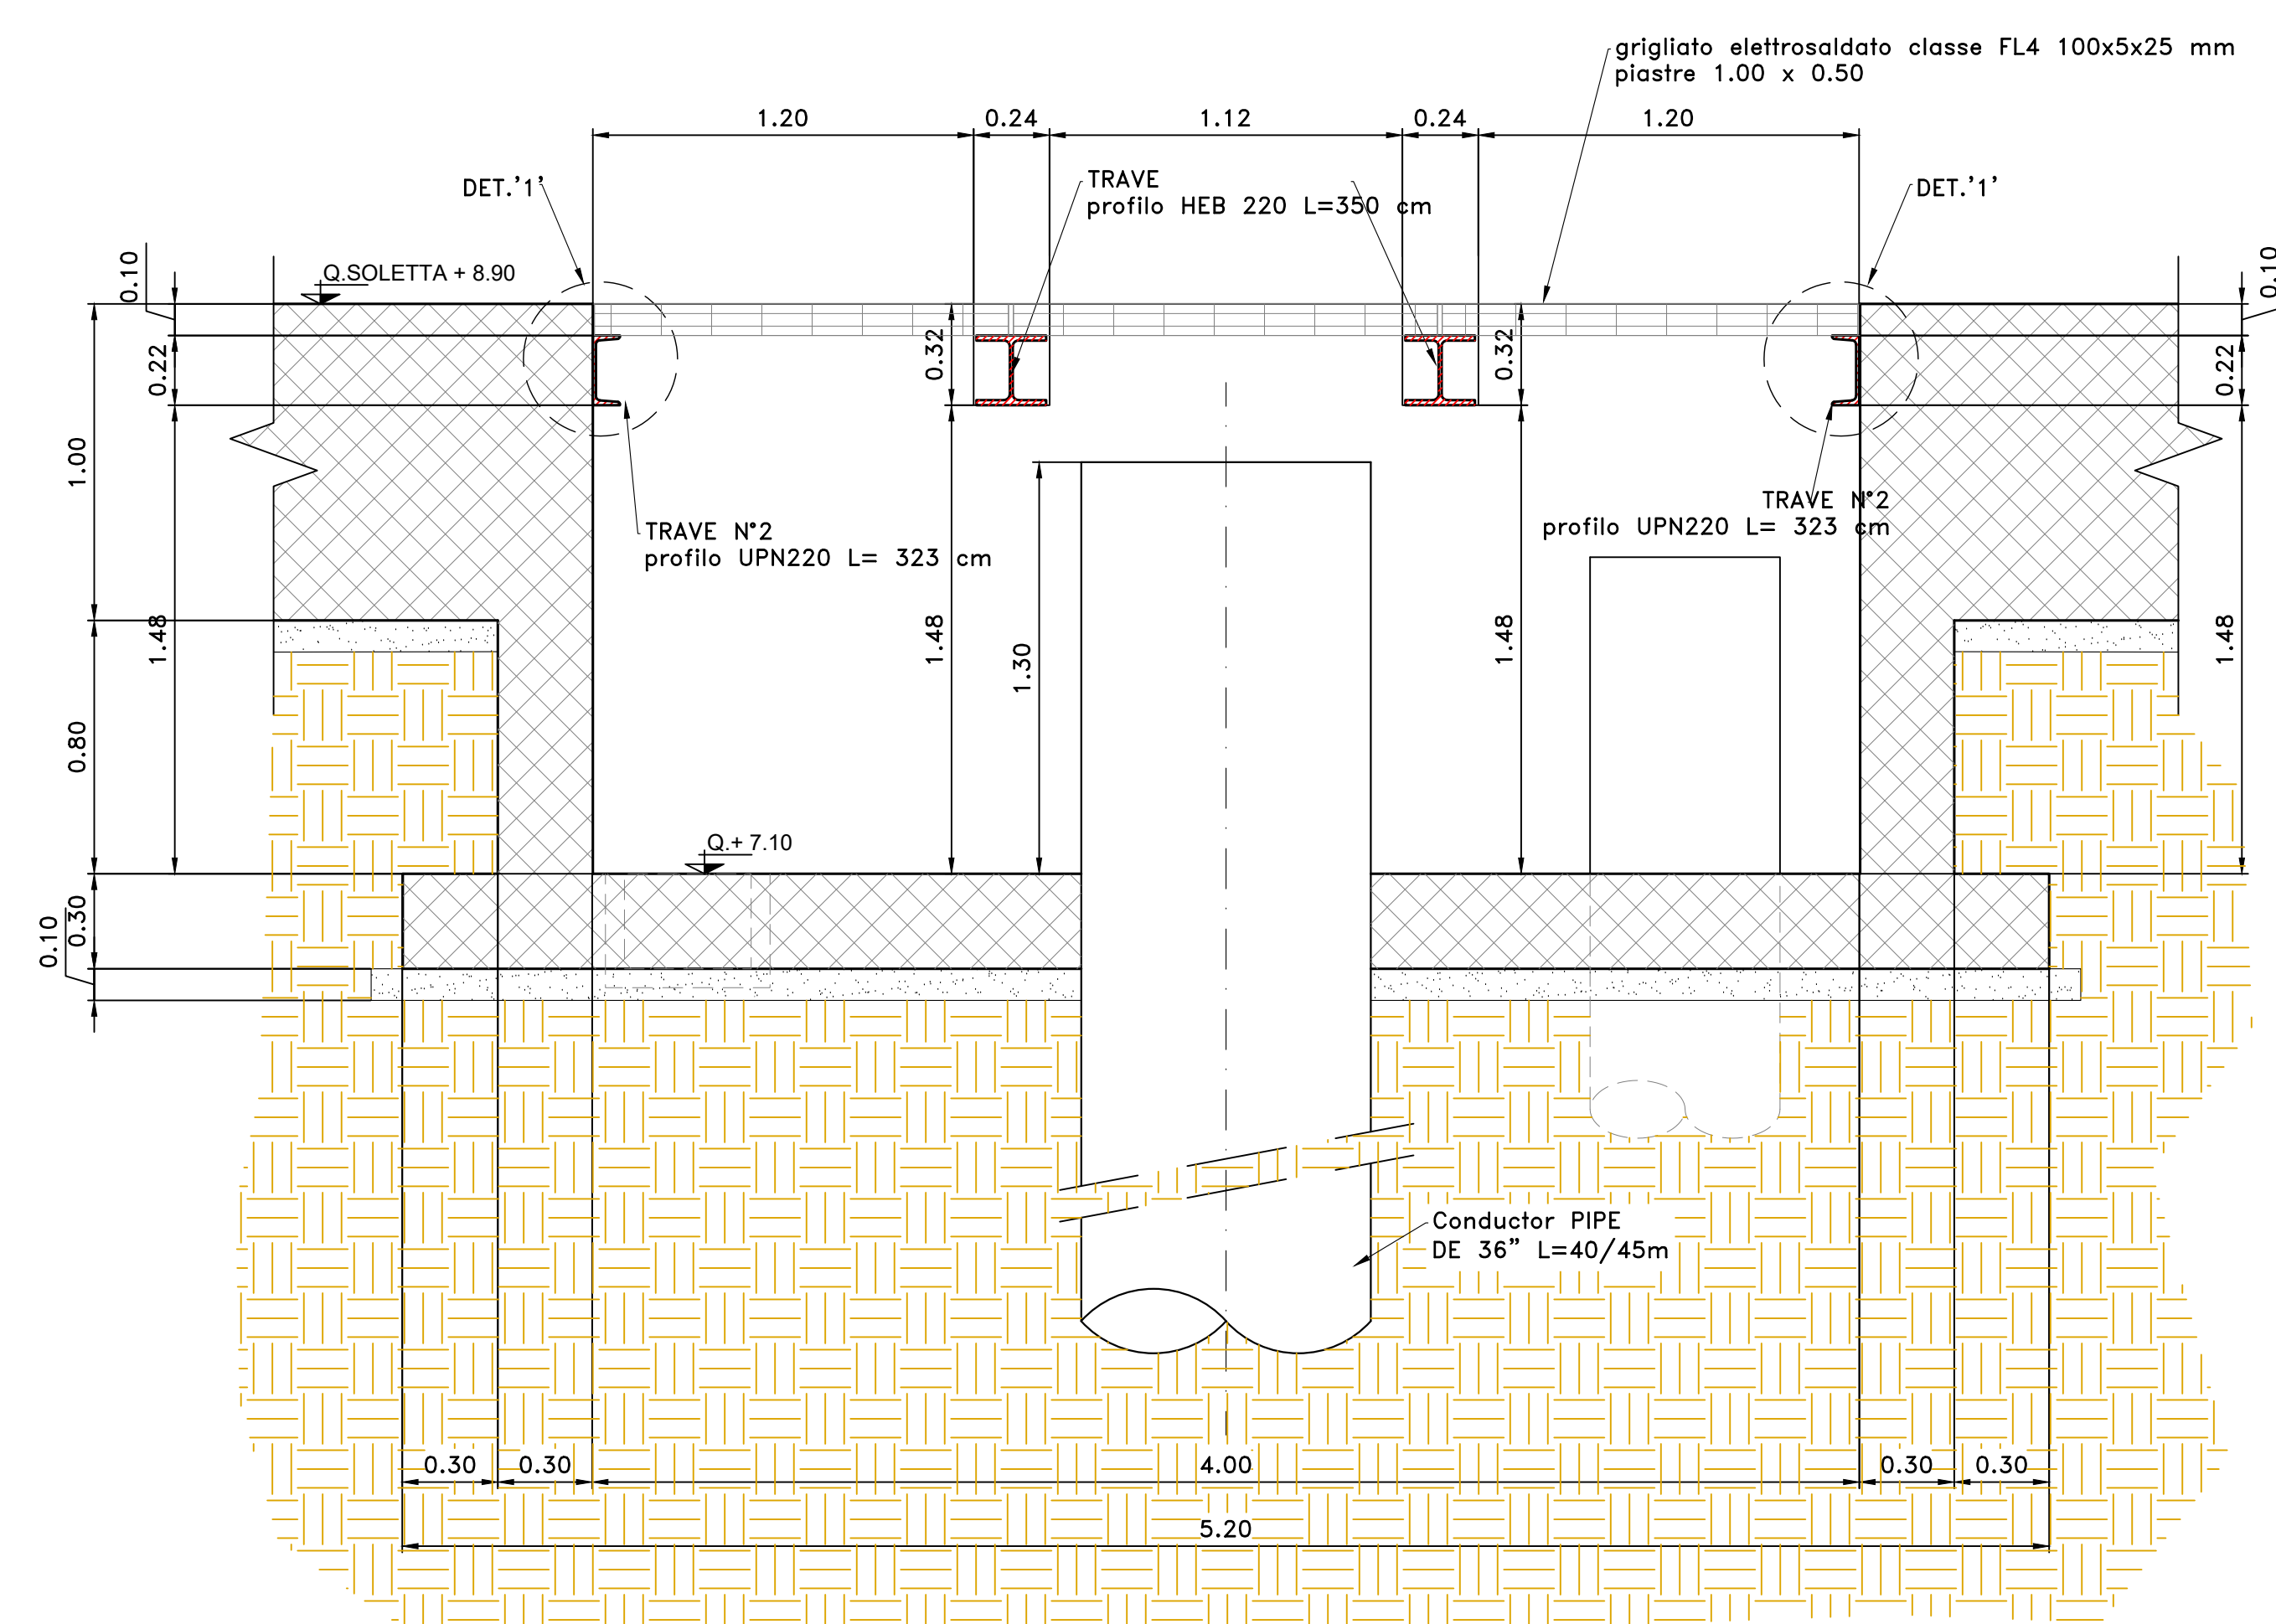 grigliato elettrosaldato classe FL4 100x5x25 mm
piastre 1.00 x 0.50
1.20
0.24
1.12
0.24
1.20
DET.'1'
TRAVE
profilo HEB 220 L=350 cm
DET.'1'
0.10
Q.SOLETTA + 8.90
0.10
0.22
0.32
0.32
0.22
1.00
TRAVE N°2
profilo UPN220 L= 323 cm
TRAVE N°2
profilo UPN220 L= 323 cm
1.48
1.48
1.30
1.48
1.48
0.80
Q.+ 7.10
0.30
0.10
Conductor PIPE
DE 36” L=40/45m
0.30
0.30
4.00
0.30
0.30
5.20